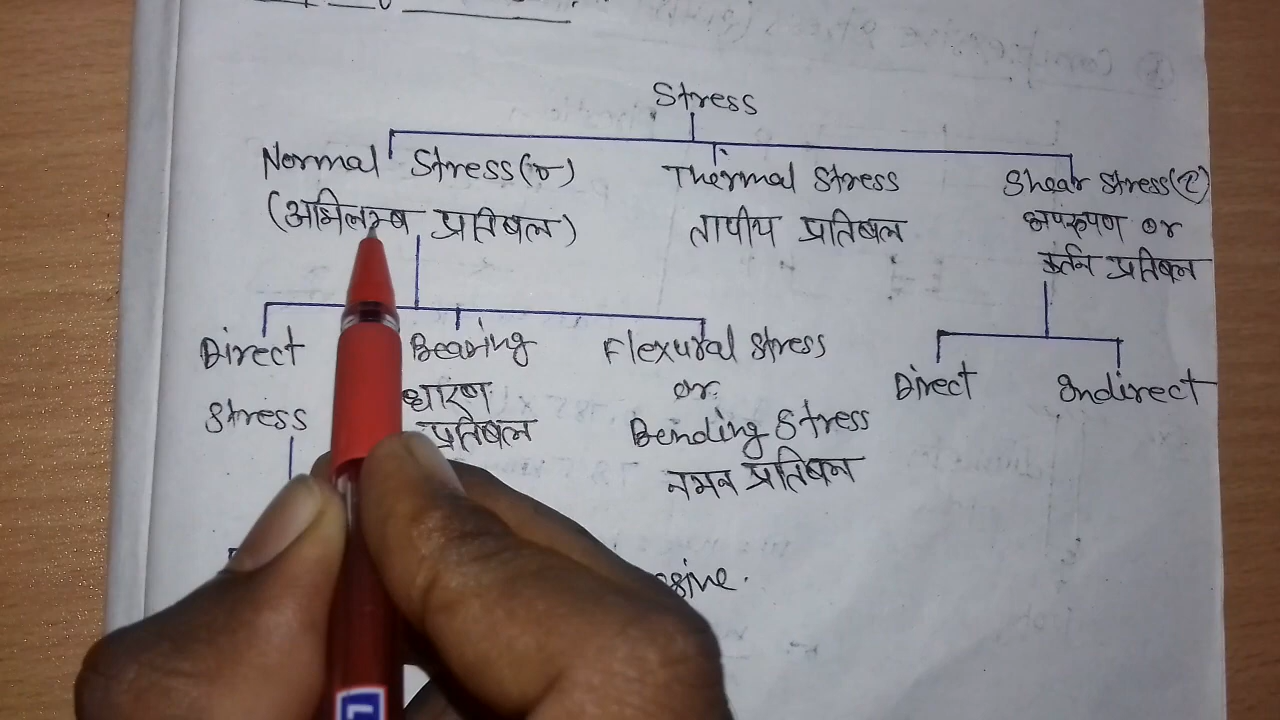 Stress
Normal Stress(σ) Thermal Stress Shear Stress(τ)
(अभिलम्ब प्रतिबल) तापीय प्रतिबल अपरूपण or
कर्तन प्रतिबल
Direct Bearing Flexural Stress Direct Indirect
Stress धारण or
प्रतिबल Bending Stress
नमन प्रतिबल